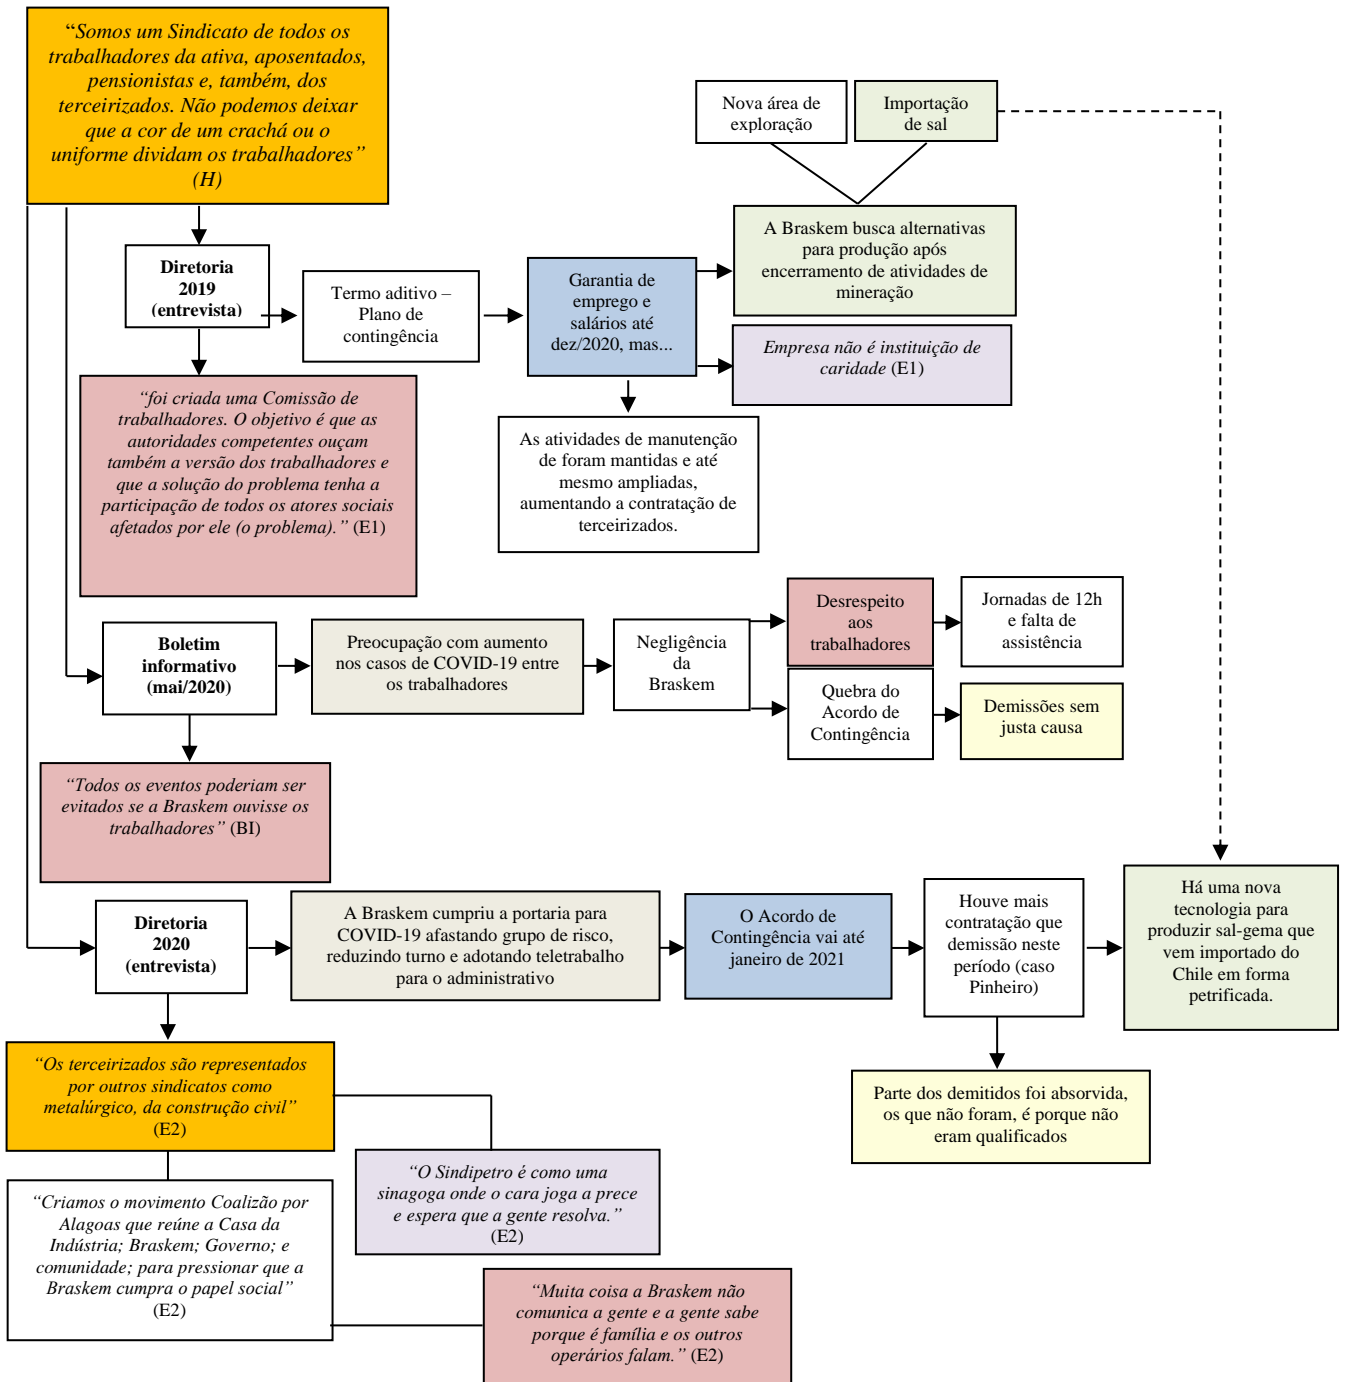 “Somos um Sindicato de todos os
trabalhadores da ativa, aposentados,
pensionistas e, também, dos
terceirizados. Não podemos deixar
que a cor de um crachá ou o
uniforme dividam os trabalhadores”
(H)
Nova área de
exploração
Importação
de sal
A Braskem busca alternativas
para produção após
encerramento de atividades de
mineração
Diretoria
2019
(entrevista)
Termo aditivo –
Plano de
contingência
Garantia de
emprego e
salários até
dez/2020, mas...
Empresa não é instituição de
caridade (E1)
“foi criada uma Comissão de
trabalhadores. O objetivo é que as
autoridades competentes ouçam
também a versão dos trabalhadores e
que a solução do problema tenha a
participação de todos os atores sociais
afetados por ele (o problema).” (E1)
As atividades de manutenção
de foram mantidas e até
mesmo ampliadas,
aumentando a contratação de
terceirizados.
Boletim
informativo
(mai/2020)
Preocupação com aumento
nos casos de COVID-19 entre
os trabalhadores
Negligência
da
Braskem
Desrespeito
aos
trabalhadores
Jornadas de 12h
e falta de
assistência
Quebra do
Acordo de
Contingência
Demissões sem
justa causa
“Todos os eventos poderiam ser
evitados se a Braskem ouvisse os
trabalhadores” (BI)
Diretoria
2020
(entrevista)
A Braskem cumpriu a portaria para
COVID-19 afastando grupo de risco,
reduzindo turno e adotando teletrabalho
para o administrativo
O Acordo de
Contingência vai até
janeiro de 2021
Houve mais
contratação que
demissão neste
período (caso
Pinheiro)
Há uma nova
tecnologia para
produzir sal-gema que
vem importado do
Chile em forma
petrificada.
“Os terceirizados são representados
por outros sindicatos como
metalúrgico, da construção civil”
(E2)
Parte dos demitidos foi absorvida,
os que não foram, é porque não
eram qualificados
“O Sindipetro é como uma
sinagoga onde o cara joga a prece
e espera que a gente resolva.”
(E2)
“Criamos o movimento Coalizão por
Alagoas que reúne a Casa da
Indústria; Braskem; Governo; e
comunidade; para pressionar que a
Braskem cumpra o papel social”
(E2)
“Muita coisa a Braskem não
comunica a gente e a gente sabe
porque é família e os outros
operários falam.” (E2)